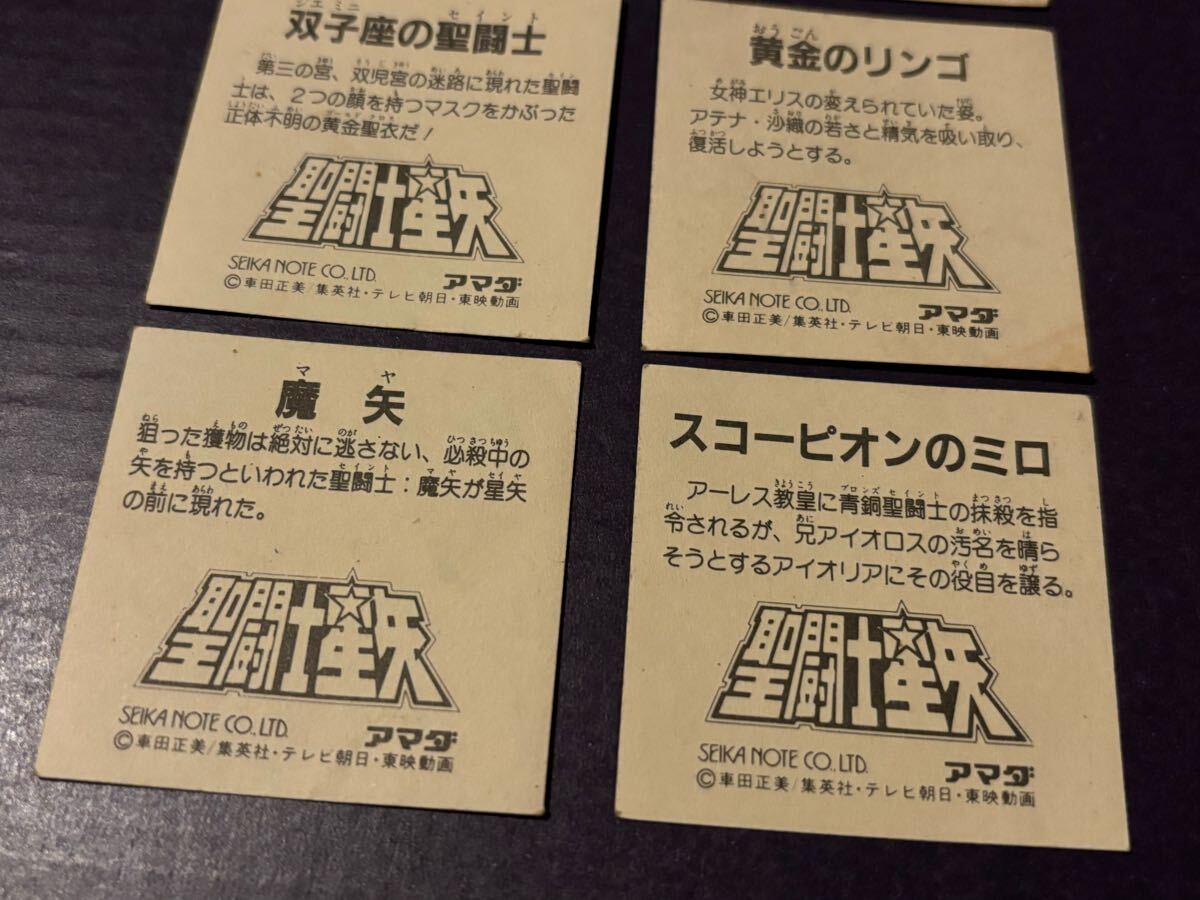 双子座の聖闘士
ジェミニ セイント
第三の宮、双児宮の迷路に現れた聖闘
士は、2つの顔を持つマスクをかぶった
正体不明の黄金聖衣だ!
聖闘士星矢
SEIKA NOTE CO.,LTD.
アマダ
©車田正美/集英社・テレビ朝日・東映動画
黄金のリンゴ
おうごん
女神エリスの変えられていた姿。
アテナ・沙織の若さと精気を吸い取り、
復活しようとする。
聖闘士星矢
SEIKA NOTE CO.,LTD.
アマダ
©車田正美/集英社・テレビ朝日・東映動画
魔矢
マヤ
狙った獲物は絶対に逃さない、必殺中の
矢を持つといわれた聖闘士:魔矢が星矢
の前に現れた。
聖闘士星矢
SEIKA NOTE CO.,LTD.
アマダ
©車田正美/集英社・テレビ朝日・東映動画
スコーピオンのミロ
アーレス教皇に青銅聖闘士の抹殺を指
令されるが、兄アイオロスの汚名を晴ら
そうとするアイオリアにその役目を譲る。
聖闘士星矢
SEIKA NOTE CO.,LTD.
アマダ
©車田正美/集英社・テレビ朝日・東映動画